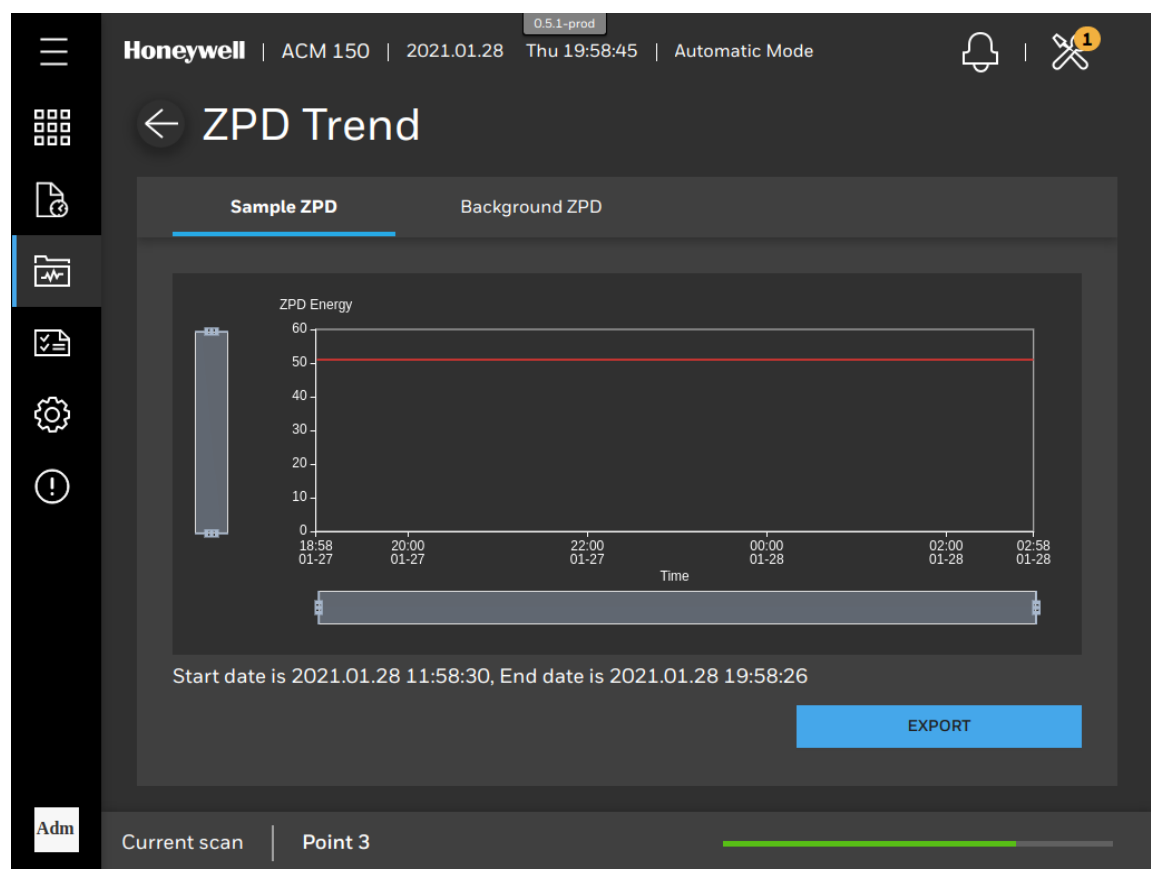 0.5.1-prod
Honeywell | ACM 150 | 2021.01.28 Thu 19:58:45 | Automatic Mode
1
ZPD Trend
Sample ZPD Background ZPD
ZPD Energy
60
50
40
30
20
10
0
18:58 20:00 22:00 00:00 02:00 02:58
01-27 01-27 01-27 01-28 01-28 01-28
Time
Start date is 2021.01.28 11:58:30, End date is 2021.01.28 19:58:26
EXPORT
Adm
Current scan Point 3